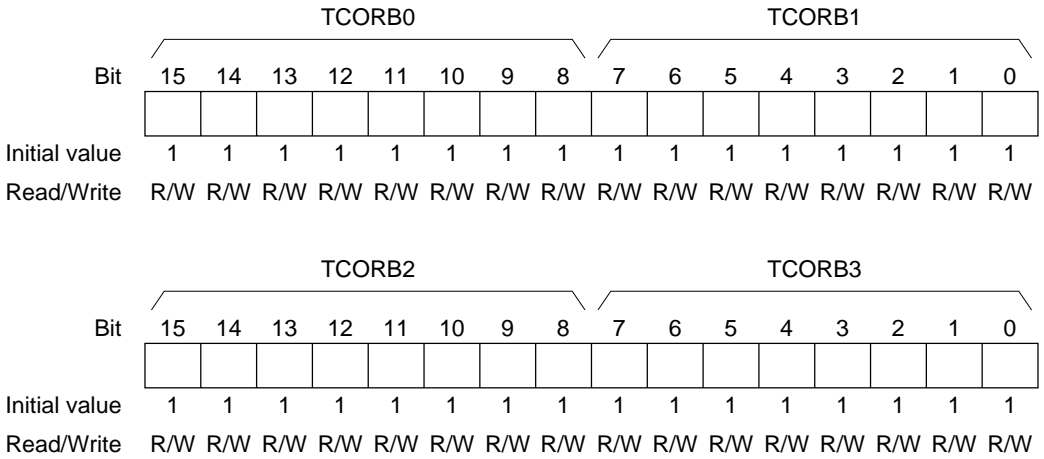 TCORB0 TCORB1
Bit 15 14 13 12 11 10 9 8 7 6 5 4 3 2 1 0
Initial value 1 1 1 1 1 1 1 1 1 1 1 1 1 1 1 1
Read/Write R/W R/W R/W R/W R/W R/W R/W R/W R/W R/W R/W R/W R/W R/W R/W R/W
TCORB2 TCORB3
Bit 15 14 13 12 11 10 9 8 7 6 5 4 3 2 1 0
Initial value 1 1 1 1 1 1 1 1 1 1 1 1 1 1 1 1
Read/Write R/W R/W R/W R/W R/W R/W R/W R/W R/W R/W R/W R/W R/W R/W R/W R/W